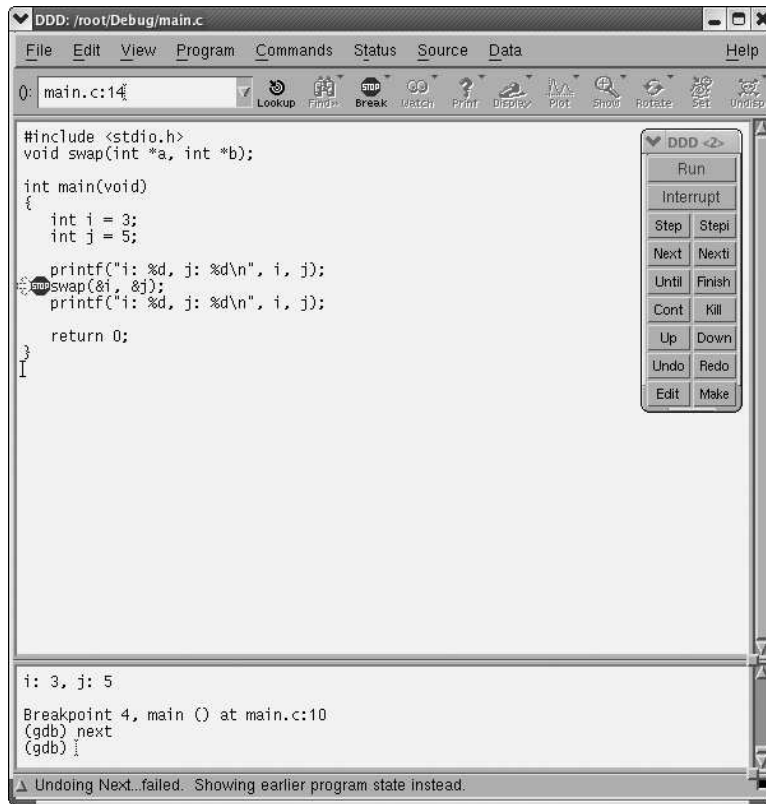 DDD: /root/Debug/main.c
File Edit View Program Commands Status Source Data Help
(): main.c:14
Lookup Find» Break Watch Print Display Plot Show Rotate Set Undisp
#include <stdio.h>
void swap(int *a, int *b);
int main(void)
{
int i = 3;
int j = 5;
printf("i: %d, j: %d\n", i, j);
STOP swap(&i, &j);
printf("i: %d, j: %d\n", i, j);
return 0;
}
DDD <2>
Run
Interrupt
Step Stepi
Next Nexti
Until Finish
Cont Kill
Up Down
Undo Redo
Edit Make
i: 3, j: 5
Breakpoint 4, main () at main.c:10
(gdb) next
(gdb)
Undoing Next...failed. Showing earlier program state instead.